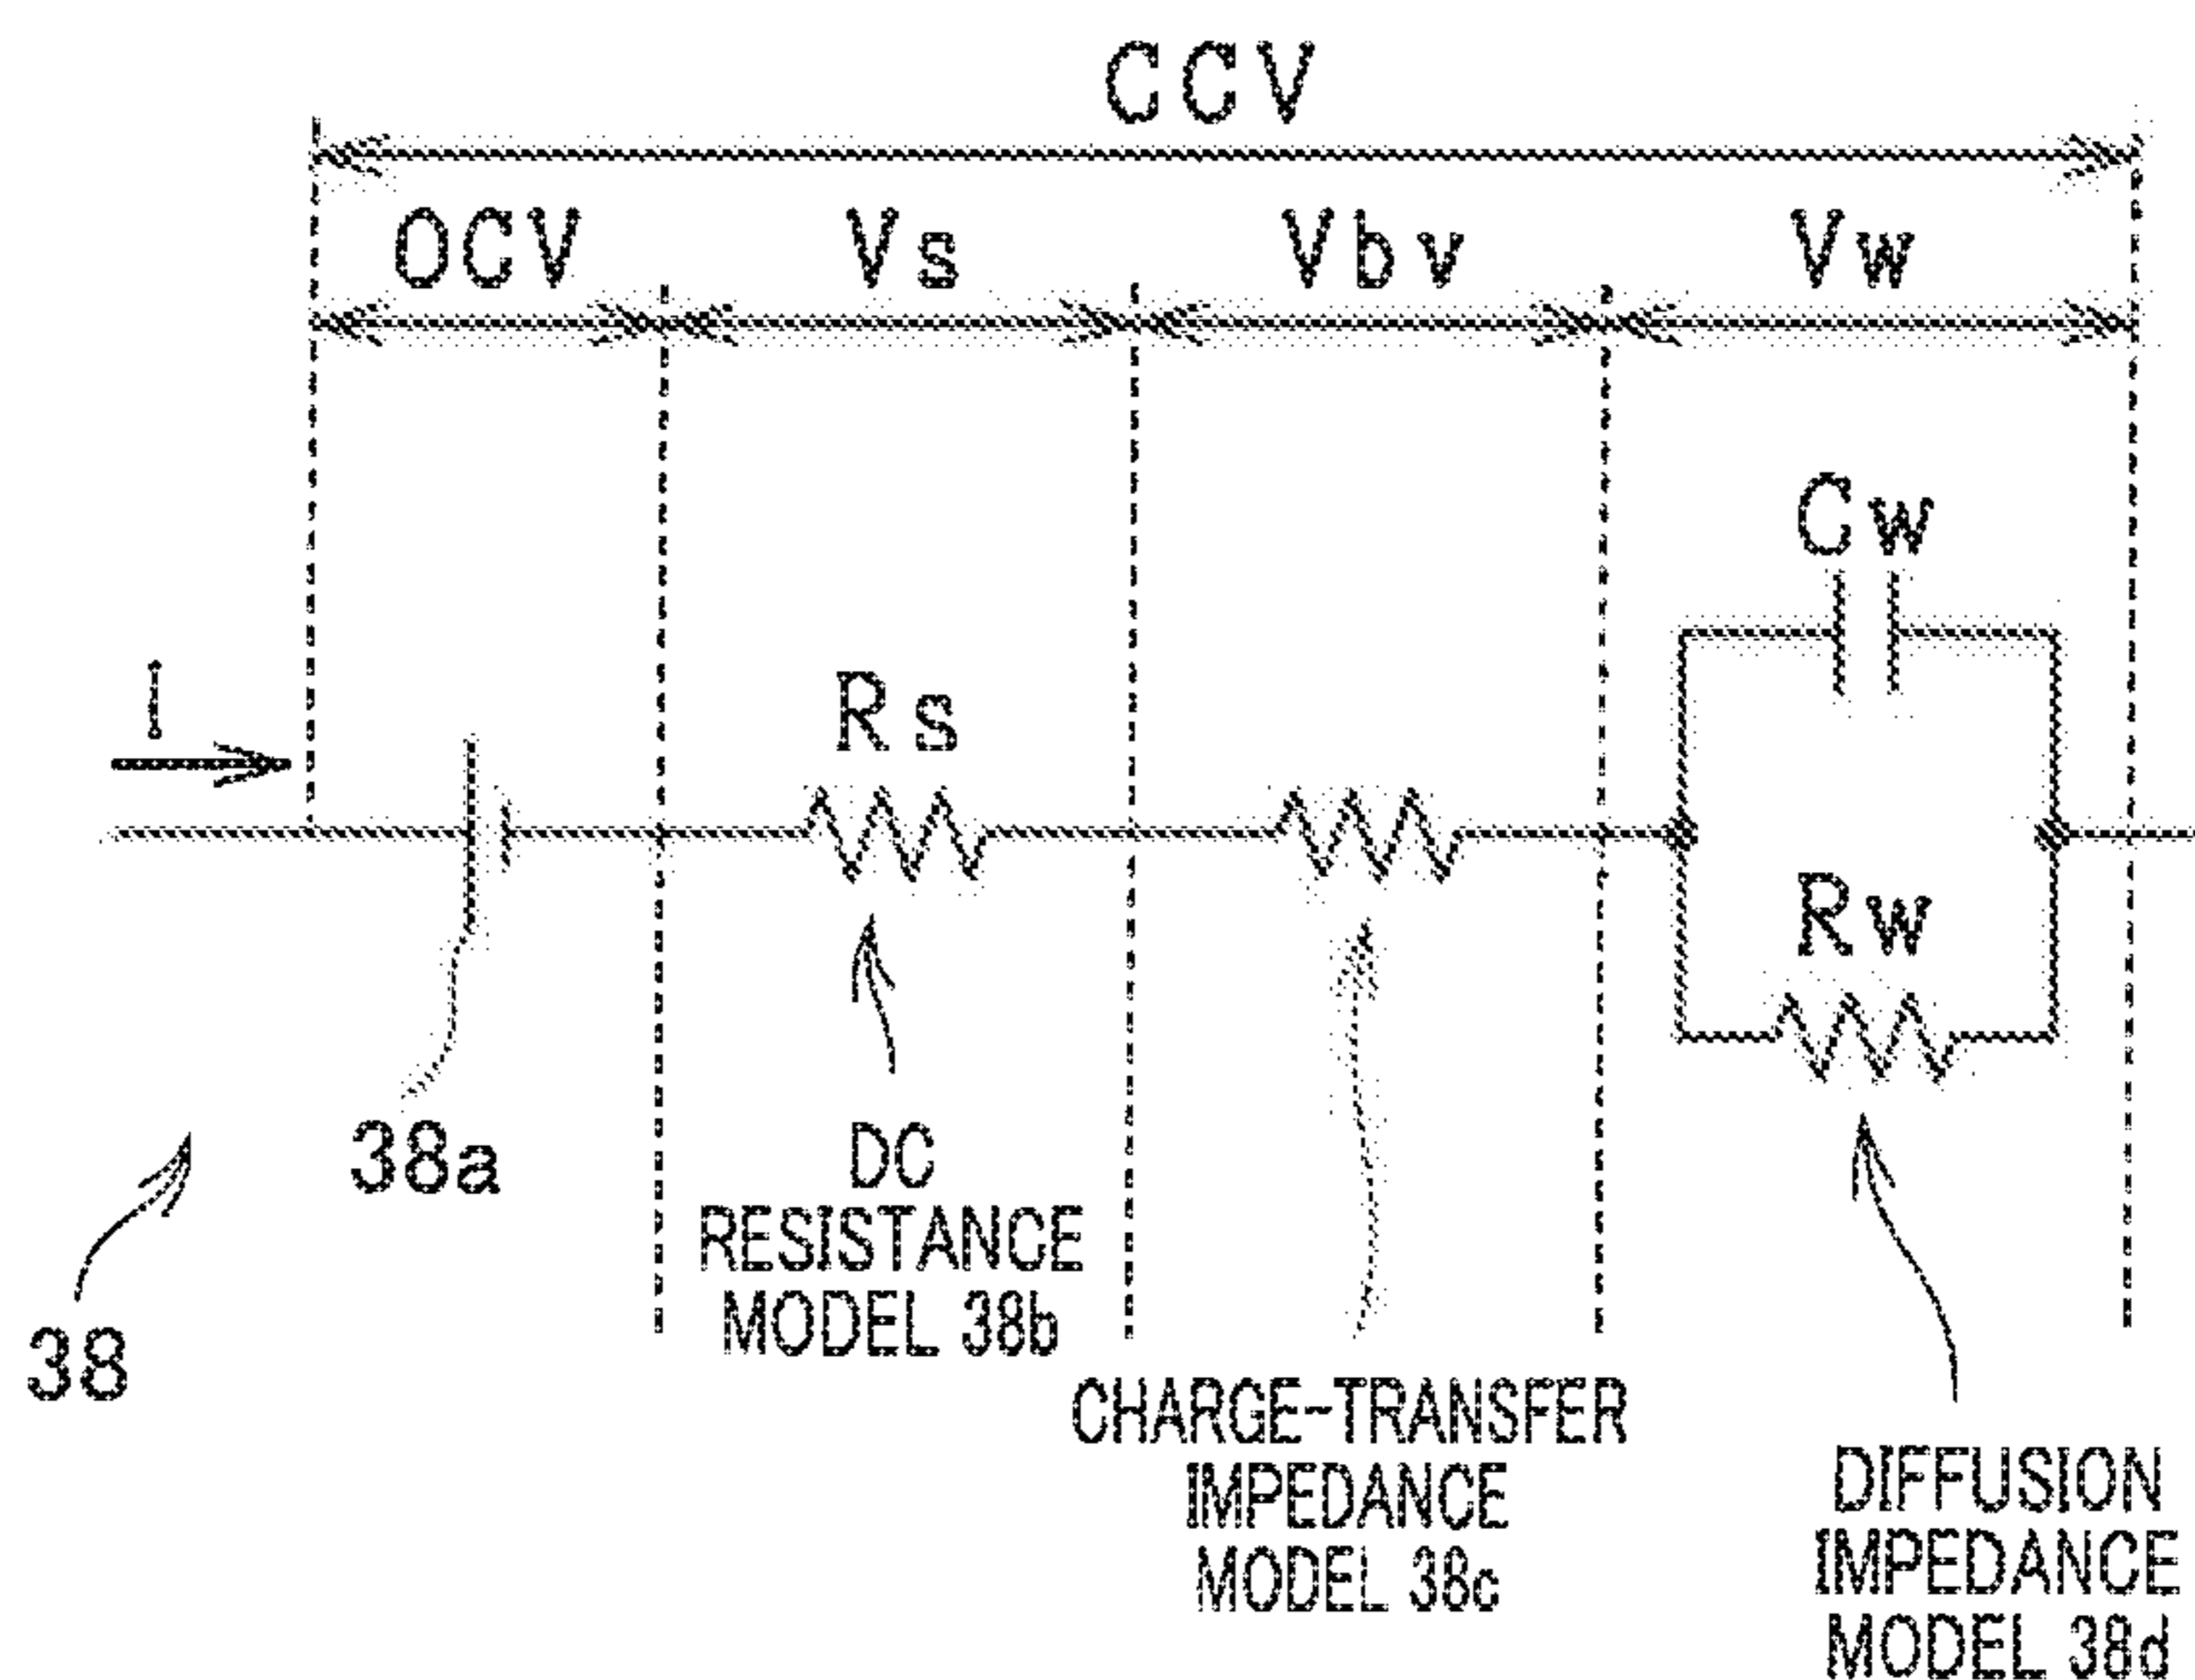 CCV
OCV Vs Vbv Vw
Cw
I
Rs
Rw
38a
38
DC
RESISTANCE
MODEL 38b
CHARGE-TRANSFER
IMPEDANCE
MODEL 38c
DIFFUSION
IMPEDANCE
MODEL 38d